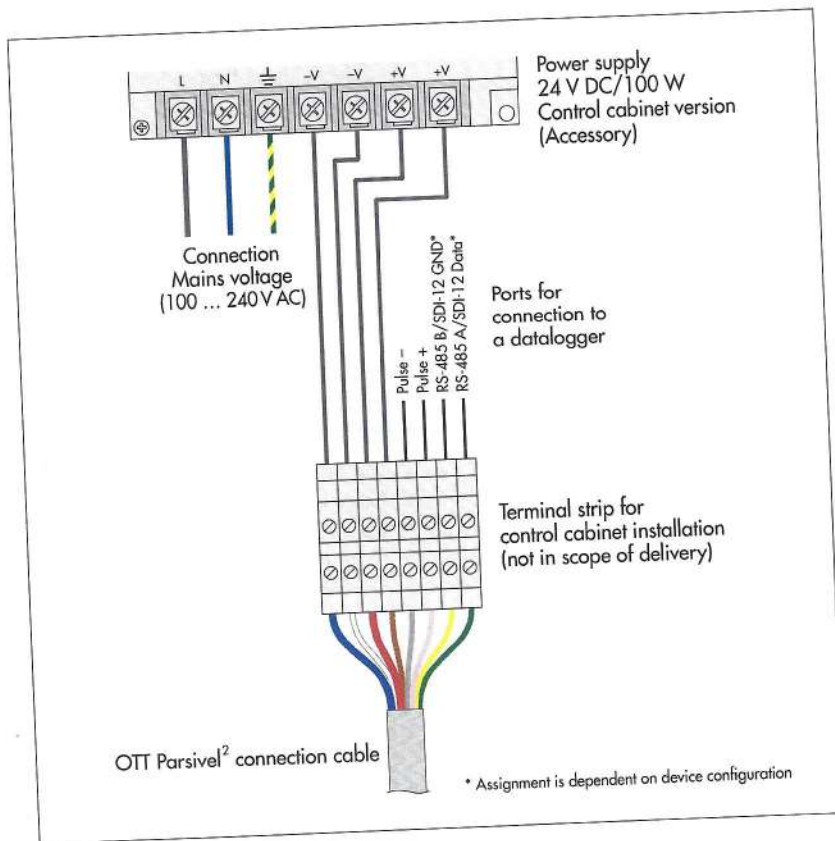 L N -V -V +V +V
Power supply
24 V DC/100 W
Control cabinet version
(Accessory)
Connection
Mains voltage
(100 ... 240 V AC)
Pulse –
Pulse +
RS-485 B/SDI-12 GND*
RS-485 A/SDI-12 Data*
Ports for
connection to
a datalogger
Terminal strip for
control cabinet installation
(not in scope of delivery)
OTT Parsivel² connection cable
* Assignment is dependent on device configuration